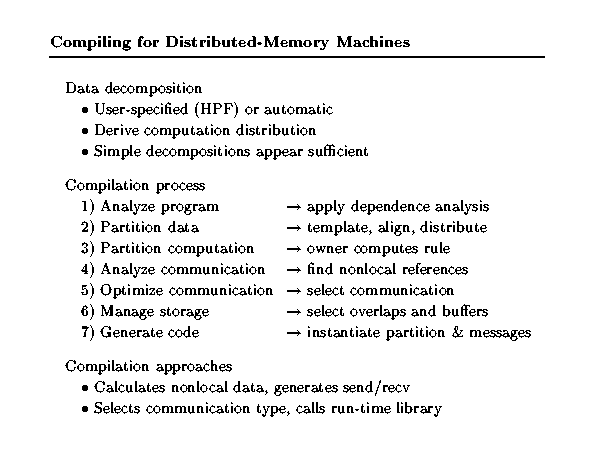 Compiling for Distributed-Memory Machines
Data decomposition
• User-specified (HPF) or automatic
• Derive computation distribution
• Simple decompositions appear sufficient
Compilation process
1) Analyze program → apply dependence analysis
2) Partition data → template, align, distribute
3) Partition computation → owner computes rule
4) Analyze communication → find nonlocal references
5) Optimize communication → select communication
6) Manage storage → select overlaps and buffers
7) Generate code → instantiate partition & messages
Compilation approaches
• Calculates nonlocal data, generates send/recv
• Selects communication type, calls run-time library